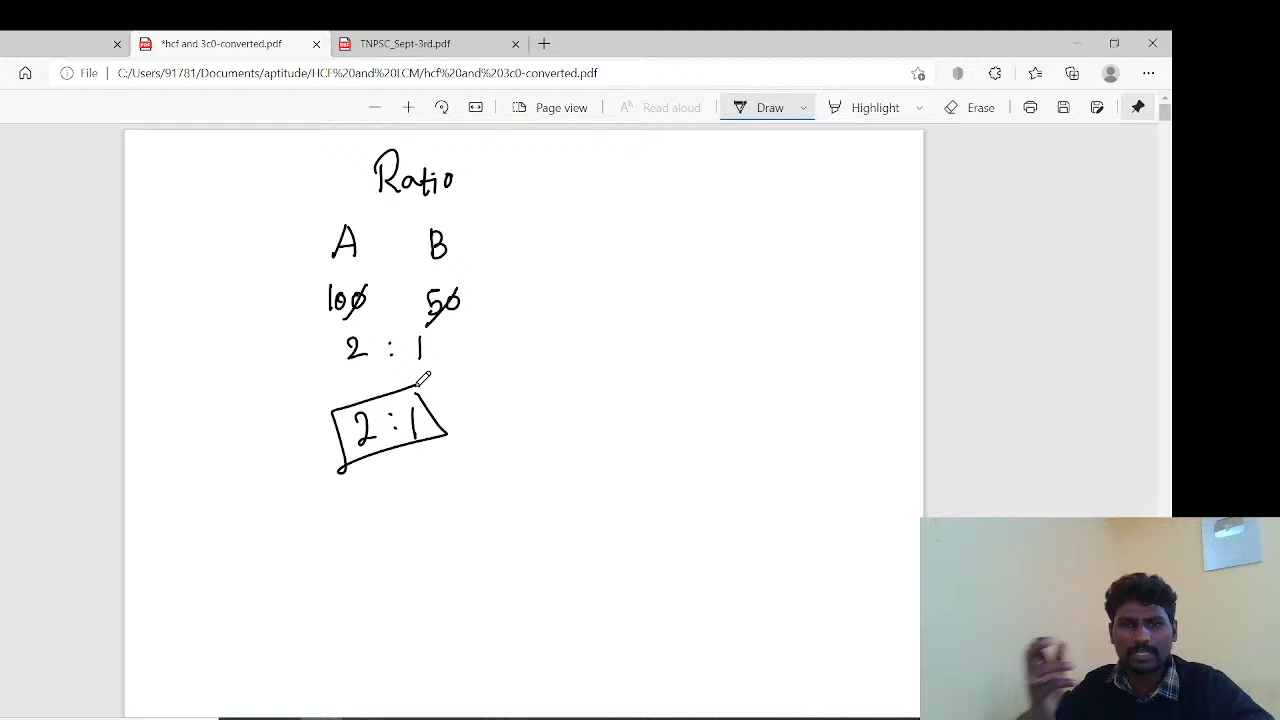 *hcf and 3c0-converted.pdf
TNPSC_Sept-3rd.pdf
File C:/Users/91781/Documents/aptitude/HCF%20and%20LCM/hcf%20and%203c0-converted.pdf
Page view Read aloud Draw Highlight Erase
Ratio
A B
100 50
2 : 1
2 : 1